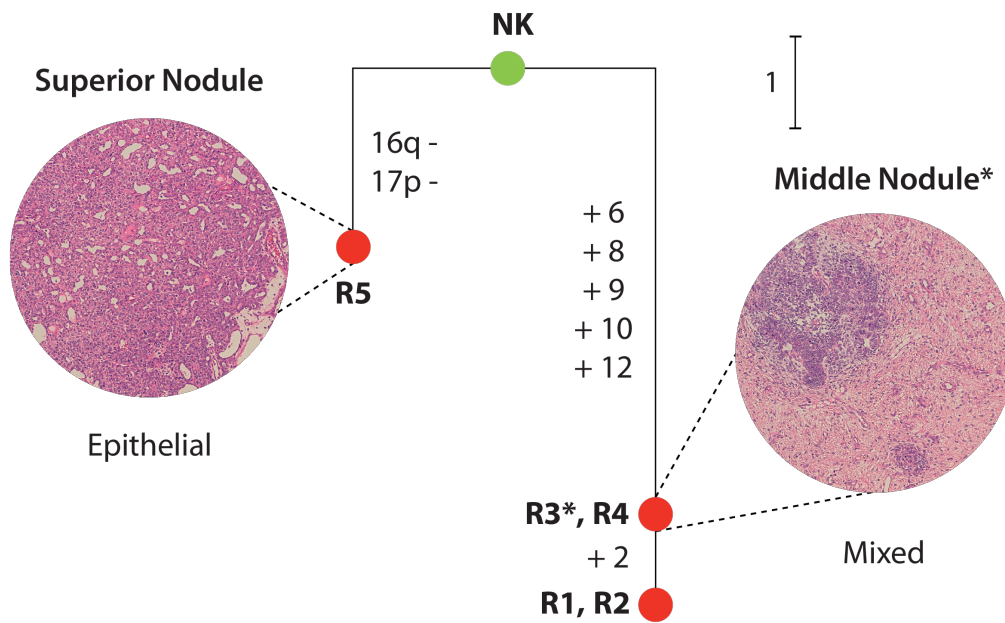 NK
Superior Nodule
1
16q -
17p -
Middle Nodule*
+ 6
+ 8
+ 9
+ 10
+ 12
R5
Epithelial
R3*, R4
+ 2
Mixed
R1, R2